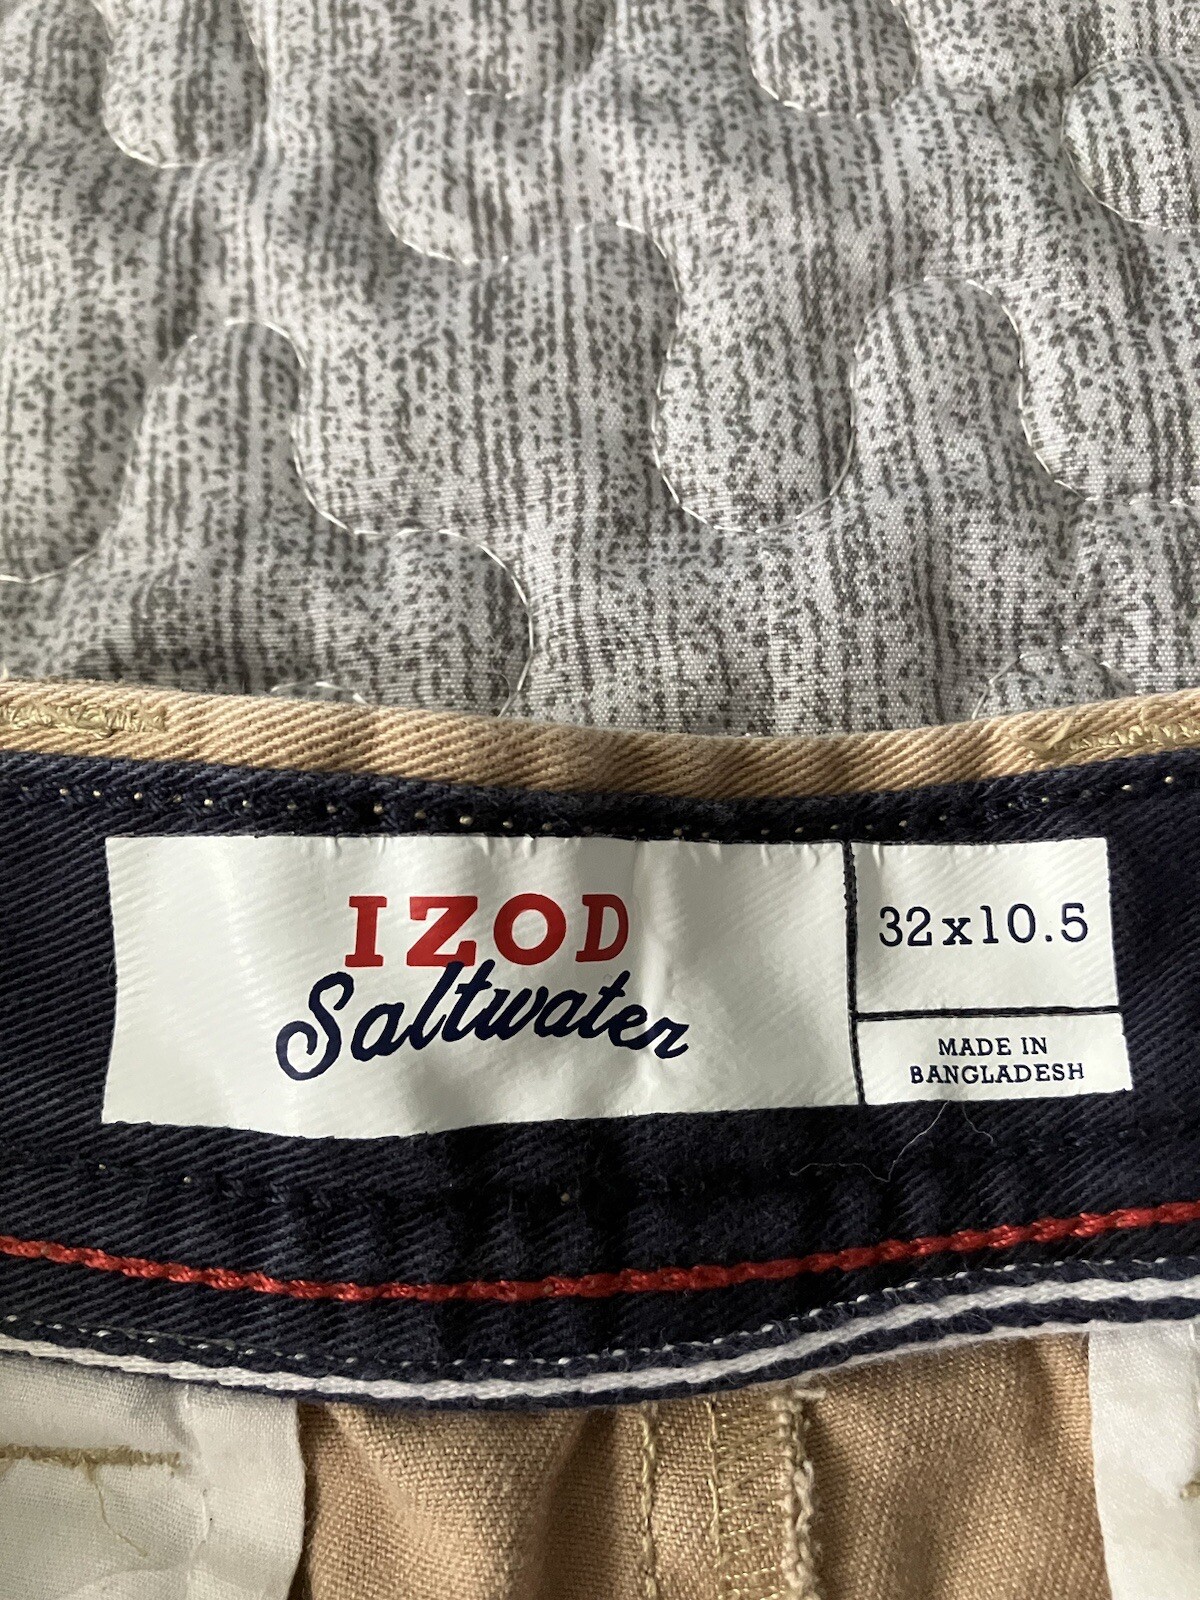 IZOD
Saltwater
32x10.5
MADE IN
BANGLADESH